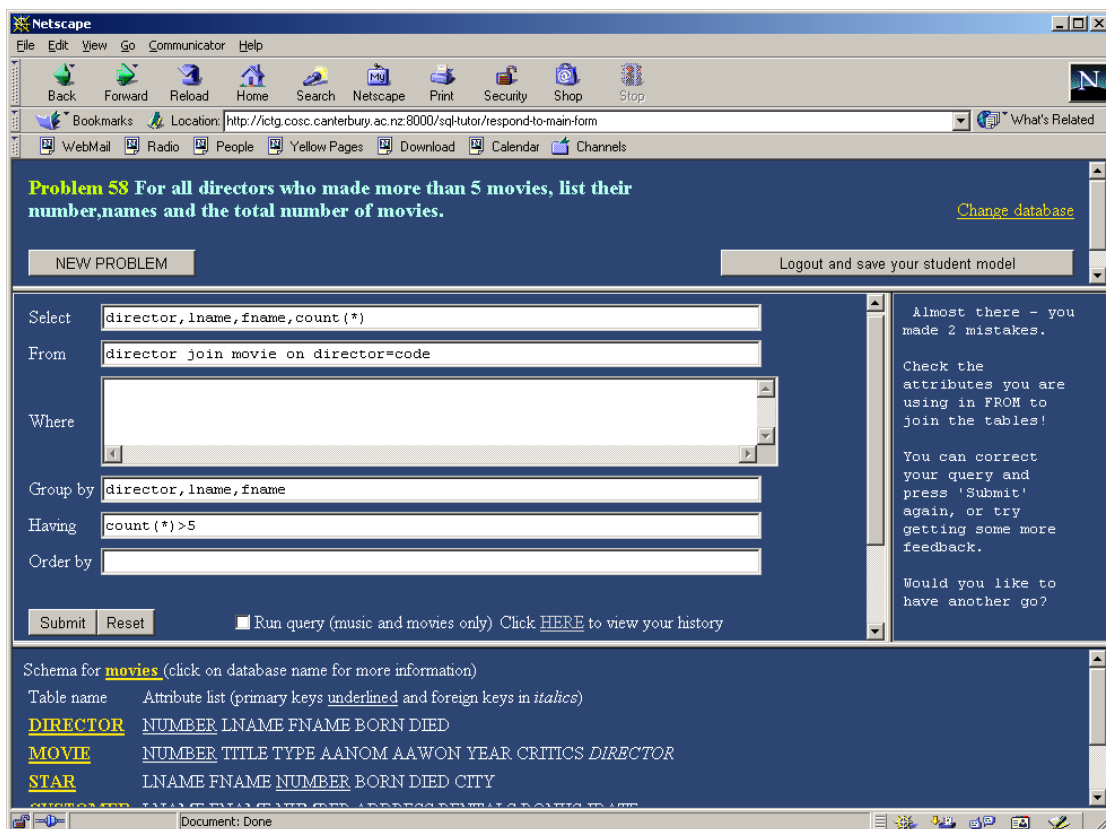 Netscape
File Edit View Go Communicator Help
Back Forward Reload Home Search Netscape Print Security Shop Stop
Bookmarks Location: http://ictg.cosc.canterbury.ac.nz:8000/sql-tutor/respond-to-main-form What's Related
WebMail Radio People Yellow Pages Download Calendar Channels
Problem 58 For all directors who made more than 5 movies, list their
number,names and the total number of movies.
Change database
NEW PROBLEM Logout and save your student model
Select director,lname,fname,count(*)
From director join movie on director=code
Where
Group by director,lname,fname
Having count(*)>5
Order by
Submit Reset Run query (music and movies only) Click HERE to view your history
Almost there - you
made 2 mistakes.
Check the
attributes you are
using in FROM to
join the tables!
You can correct
your query and
press 'Submit'
again, or try
getting some more
feedback.
Would you like to
have another go?
Schema for movies (click on database name for more information)
Table name Attribute list (primary keys underlined and foreign keys in italics)
DIRECTOR NUMBER LNAME FNAME BORN DIED
MOVIE NUMBER TITLE TYPE AANOM AAWON YEAR CRITICS DIRECTOR
STAR LNAME FNAME NUMBER BORN DIED CITY
CUSTOMER LNAME FNAME NUMBER ADDRESS RENTALS BONUS JDATE
Document: Done